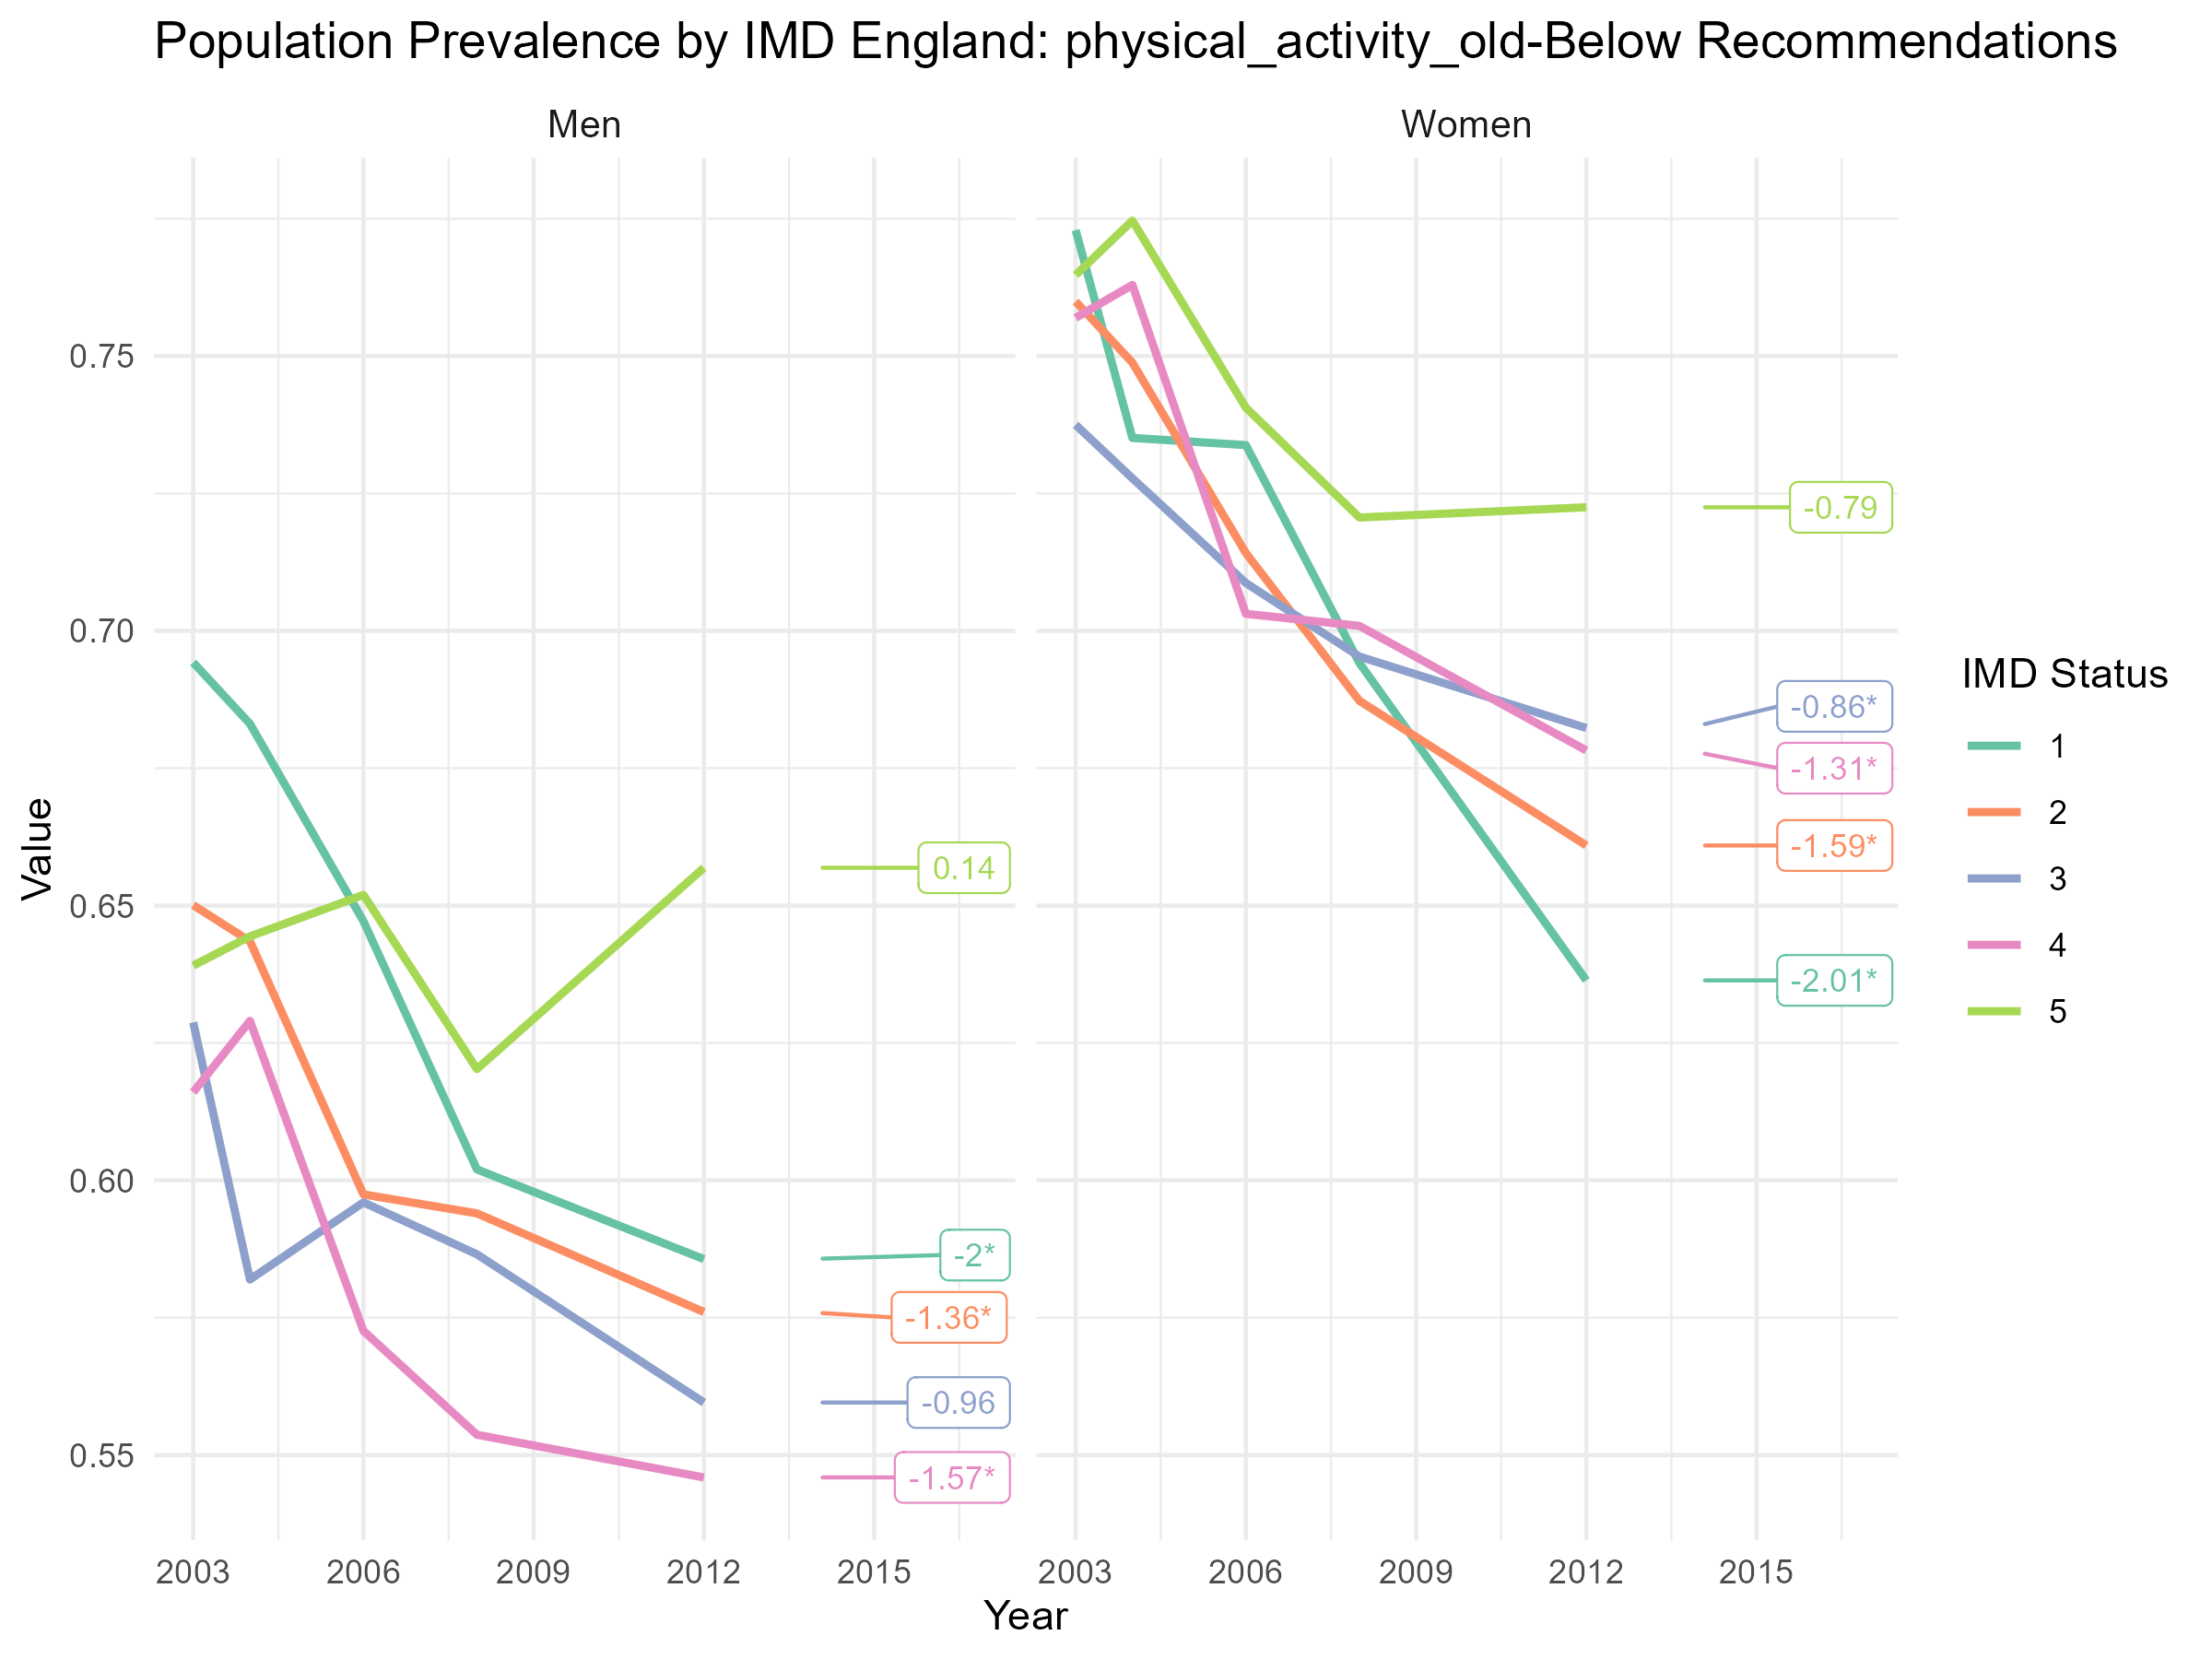 Population Prevalence by IMD England: physical_activity_old-Below Recommendations
Men
Women
Value
0.75
0.70
0.65
0.60
0.55
0.14
-2*
-1.36*
-0.96
-1.57*
-0.79
-0.86*
-1.31*
-1.59*
-2.01*
2003 2006 2009 2012 2015
2003 2006 2009 2012 2015
Year
IMD Status
1
2
3
4
5